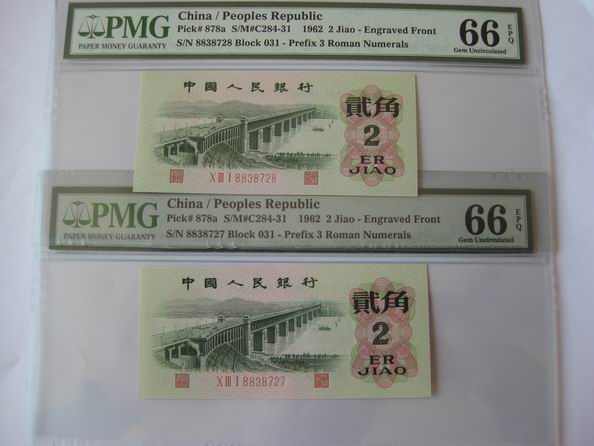 PMG
PAPER MONEY GUARANTY
China / Peoples Republic
Pick# 878a S/M#C284-31 1962 2 Jiao - Engraved Front
S/N 8838728 Block 031 - Prefix 3 Roman Numerals
66 EPQ
Gem Uncirculated
中國人民銀行
貳角
2
ER
JIAO
X III I 8838728
PMG
PAPER MONEY GUARANTY
China / Peoples Republic
Pick# 878a S/M#C284-31 1962 2 Jiao - Engraved Front
S/N 8838727 Block 031 - Prefix 3 Roman Numerals
66 EPQ
Gem Uncirculated
中國人民銀行
貳角
2
ER
JIAO
X III I 8838727